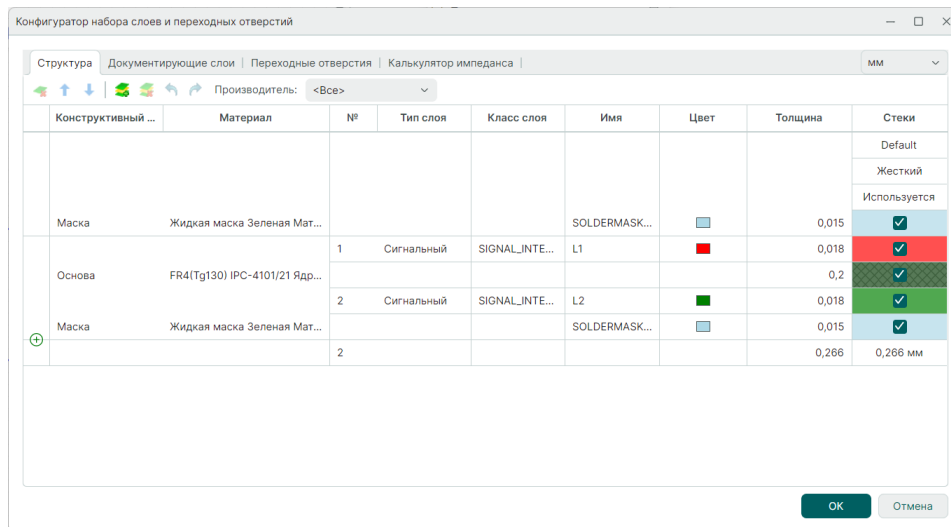 Конфигуратор набора слоев и переходных отверстий
Структура | Документирующие слои | Переходные отверстия | Калькулятор импеданса | мм
Производитель: <Все>
Конструктивный ... Материал № Тип слоя Класс слоя Имя Цвет Толщина Стеки
Default
Жесткий
Используется
Маска Жидкая маска Зеленая Мат... SOLDERMASK... 0,015
1 Сигнальный SIGNAL_INTE... L1 0,018
Основа FR4(Tg130) IPC-4101/21 Ядр... 0,2
2 Сигнальный SIGNAL_INTE... L2 0,018
Маска Жидкая маска Зеленая Мат... SOLDERMASK... 0,015
2 0,266 0,266 мм
OK Отмена